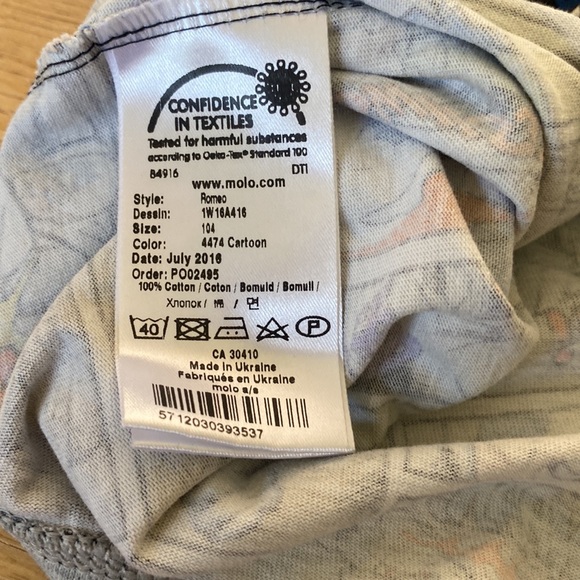 CONFIDENCE
IN TEXTILES
Tested for harmful substances
according to Oeko-Tex® Standard 100
84916 DTI
www.molo.com
Style: Romeo
Dessin: 1W16A416
Size: 104
Color: 4474 Cartoon
Date: July 2016
Order: PO02495
100% Cotton / Coton / Bomuld / Bomull /
Хлопок / 棉 /
40 P
CA 30410
Made in Ukraine
Fabriqués en Ukraine
molo a/s
5712030393537